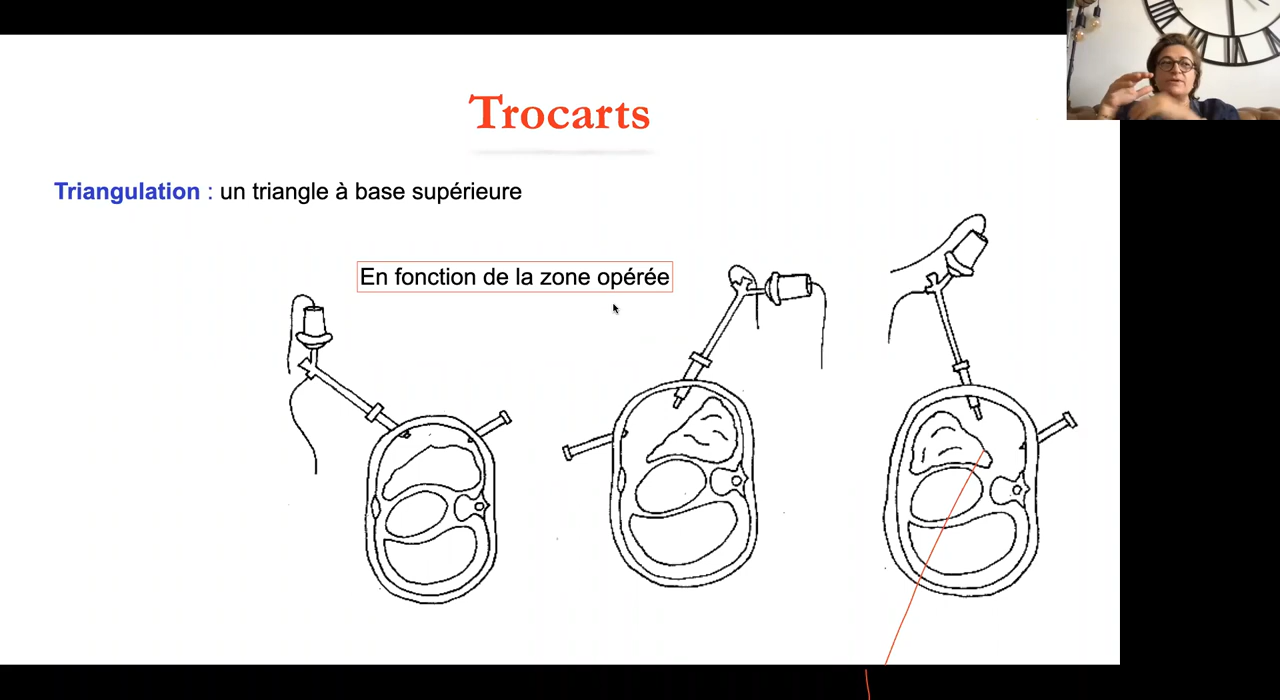 Trocarts
Triangulation : un triangle à base supérieure
En fonction de la zone opérée